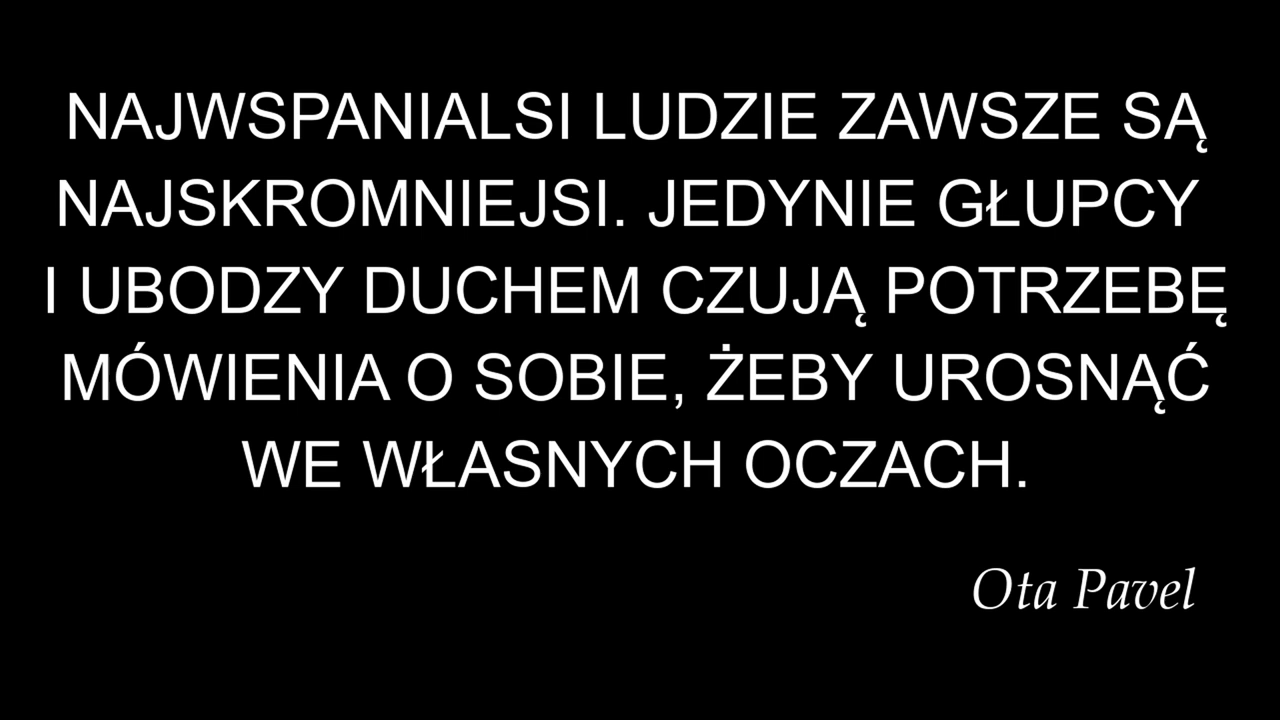 NAJWSPANIALSI LUDZIE ZAWSZE SĄ
NAJSKROMNIEJSI. JEDYNIE GŁUPCY
I UBODZY DUCHEM CZUJĄ POTRZEBĘ
MÓWIENIA O SOBIE, ŻEBY UROSNĄĆ
WE WŁASNYCH OCZACH.
Ota Pavel